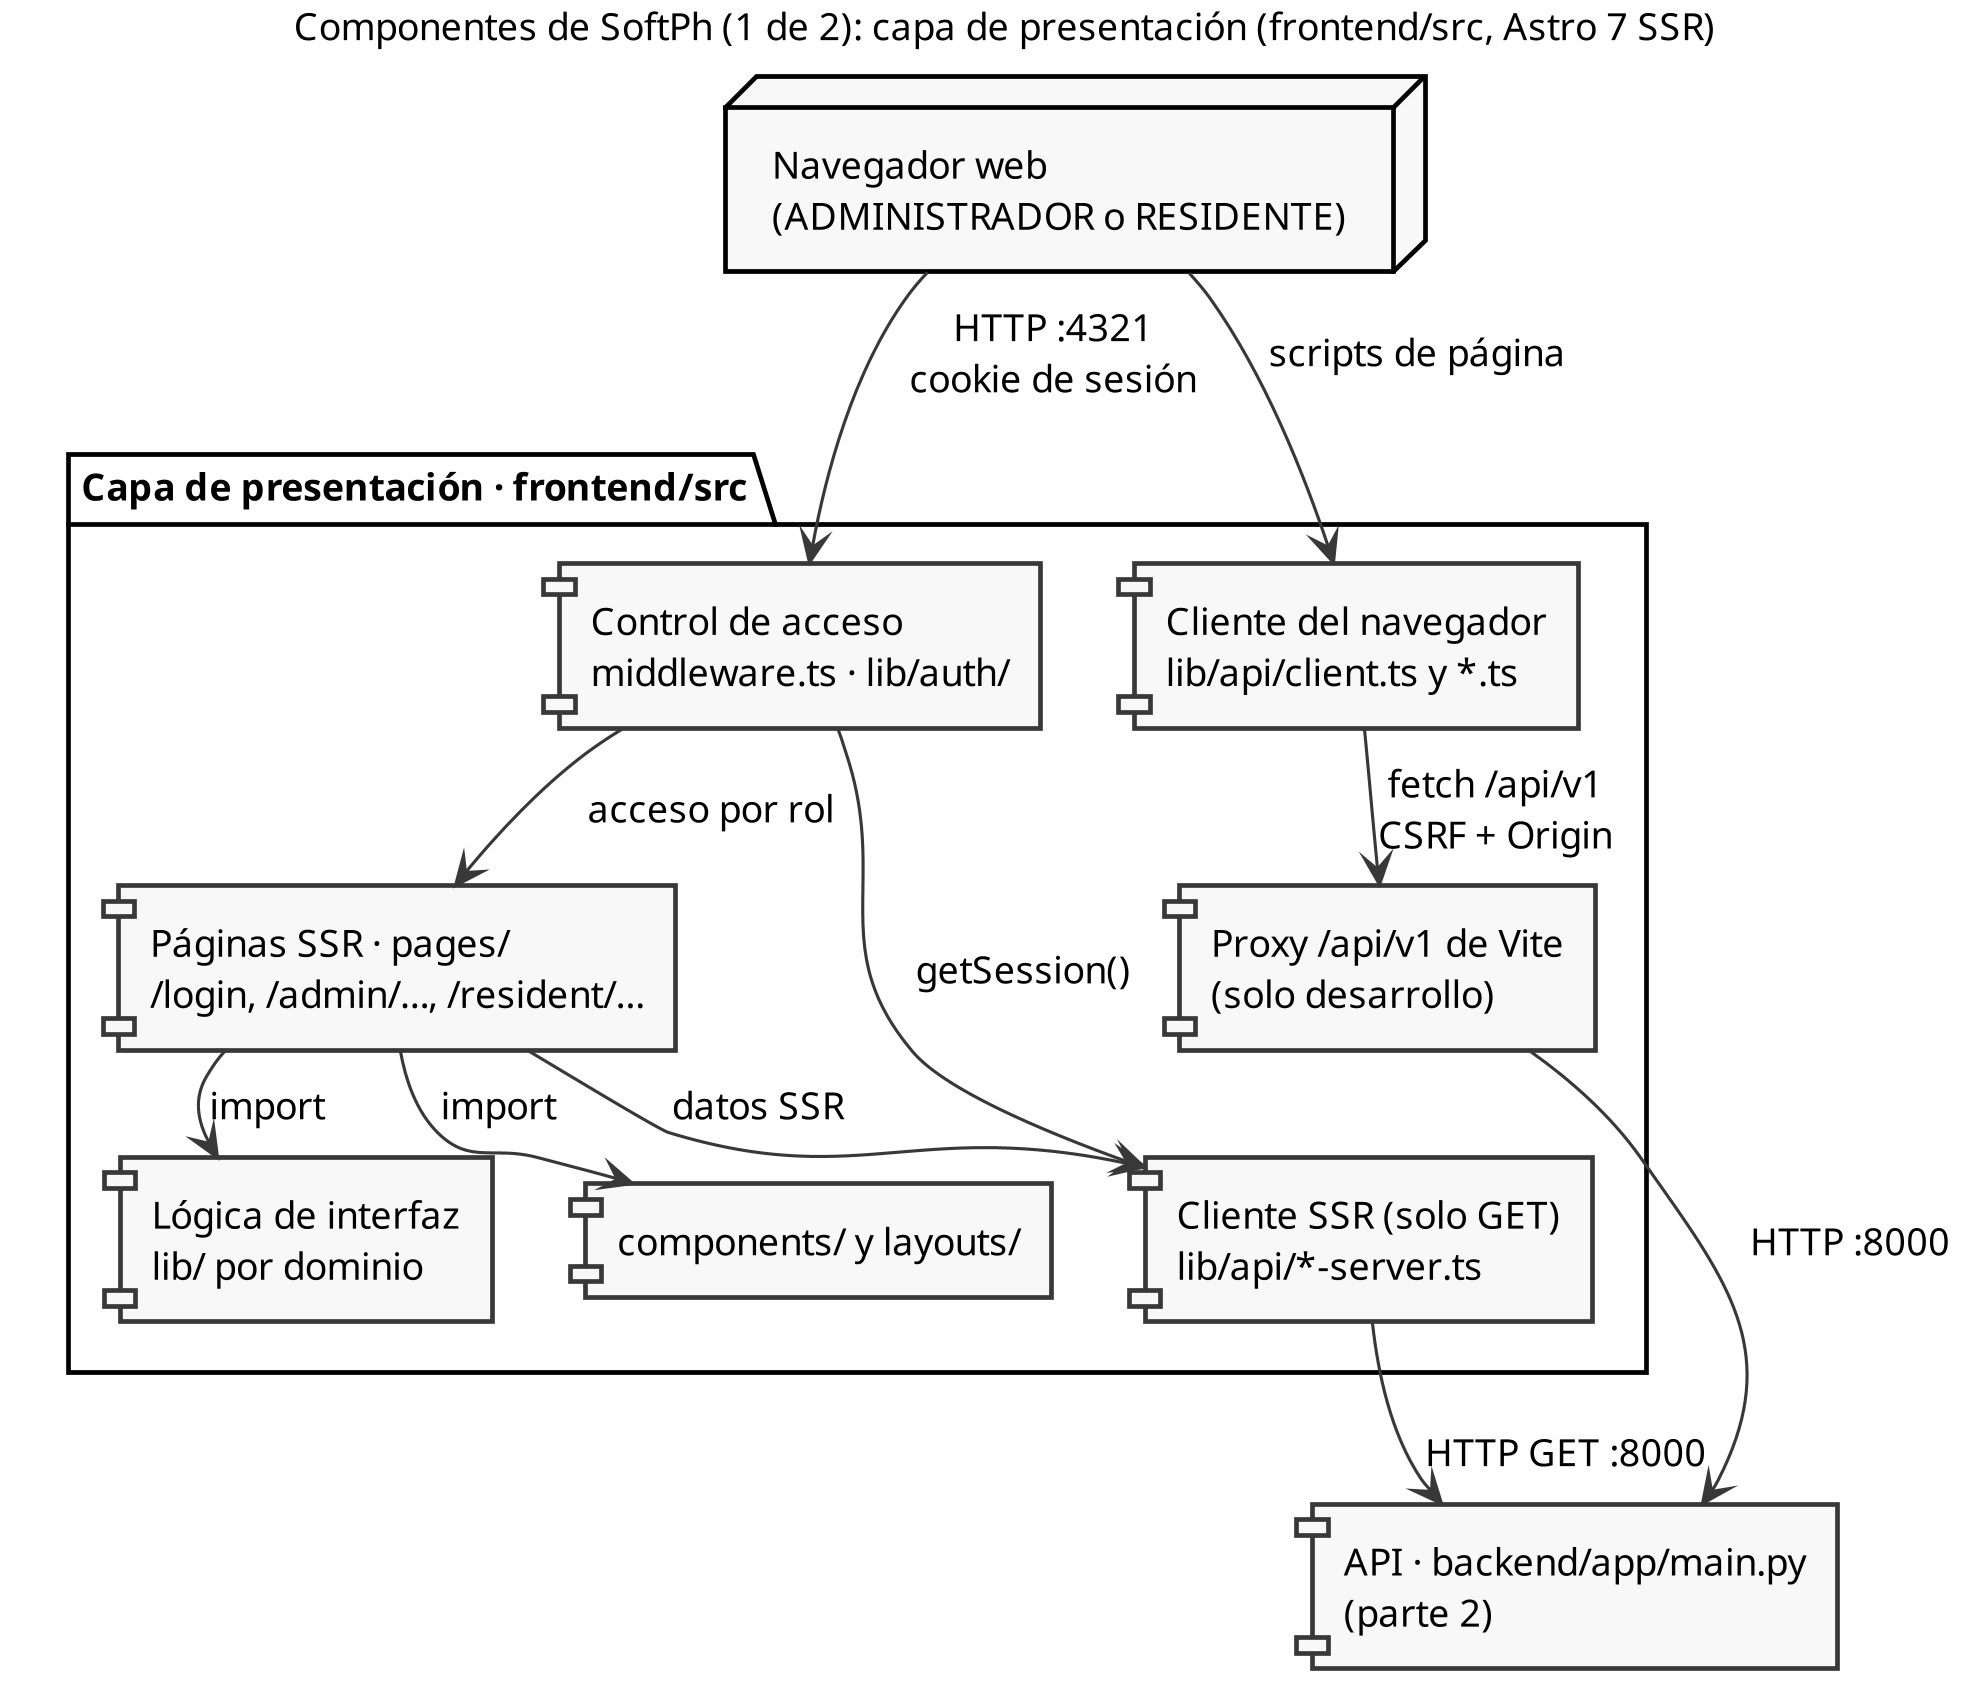 Componentes de SoftPh (1 de 2): capa de presentación (frontend/src, Astro 7 SSR)
Navegador web
(ADMINISTRADOR o RESIDENTE)
HTTP :4321
cookie de sesión
scripts de página
Capa de presentación · frontend/src
Control de acceso
middleware.ts · lib/auth/
Cliente del navegador
lib/api/client.ts y *.ts
acceso por rol
fetch /api/v1
CSRF + Origin
getSession()
Páginas SSR · pages/
/login, /admin/..., /resident/...
Proxy /api/v1 de Vite
(solo desarrollo)
import
import
datos SSR
Lógica de interfaz
lib/ por dominio
components/ y layouts/
Cliente SSR (solo GET)
lib/api/*-server.ts
HTTP :8000
HTTP GET :8000
API · backend/app/main.py
(parte 2)